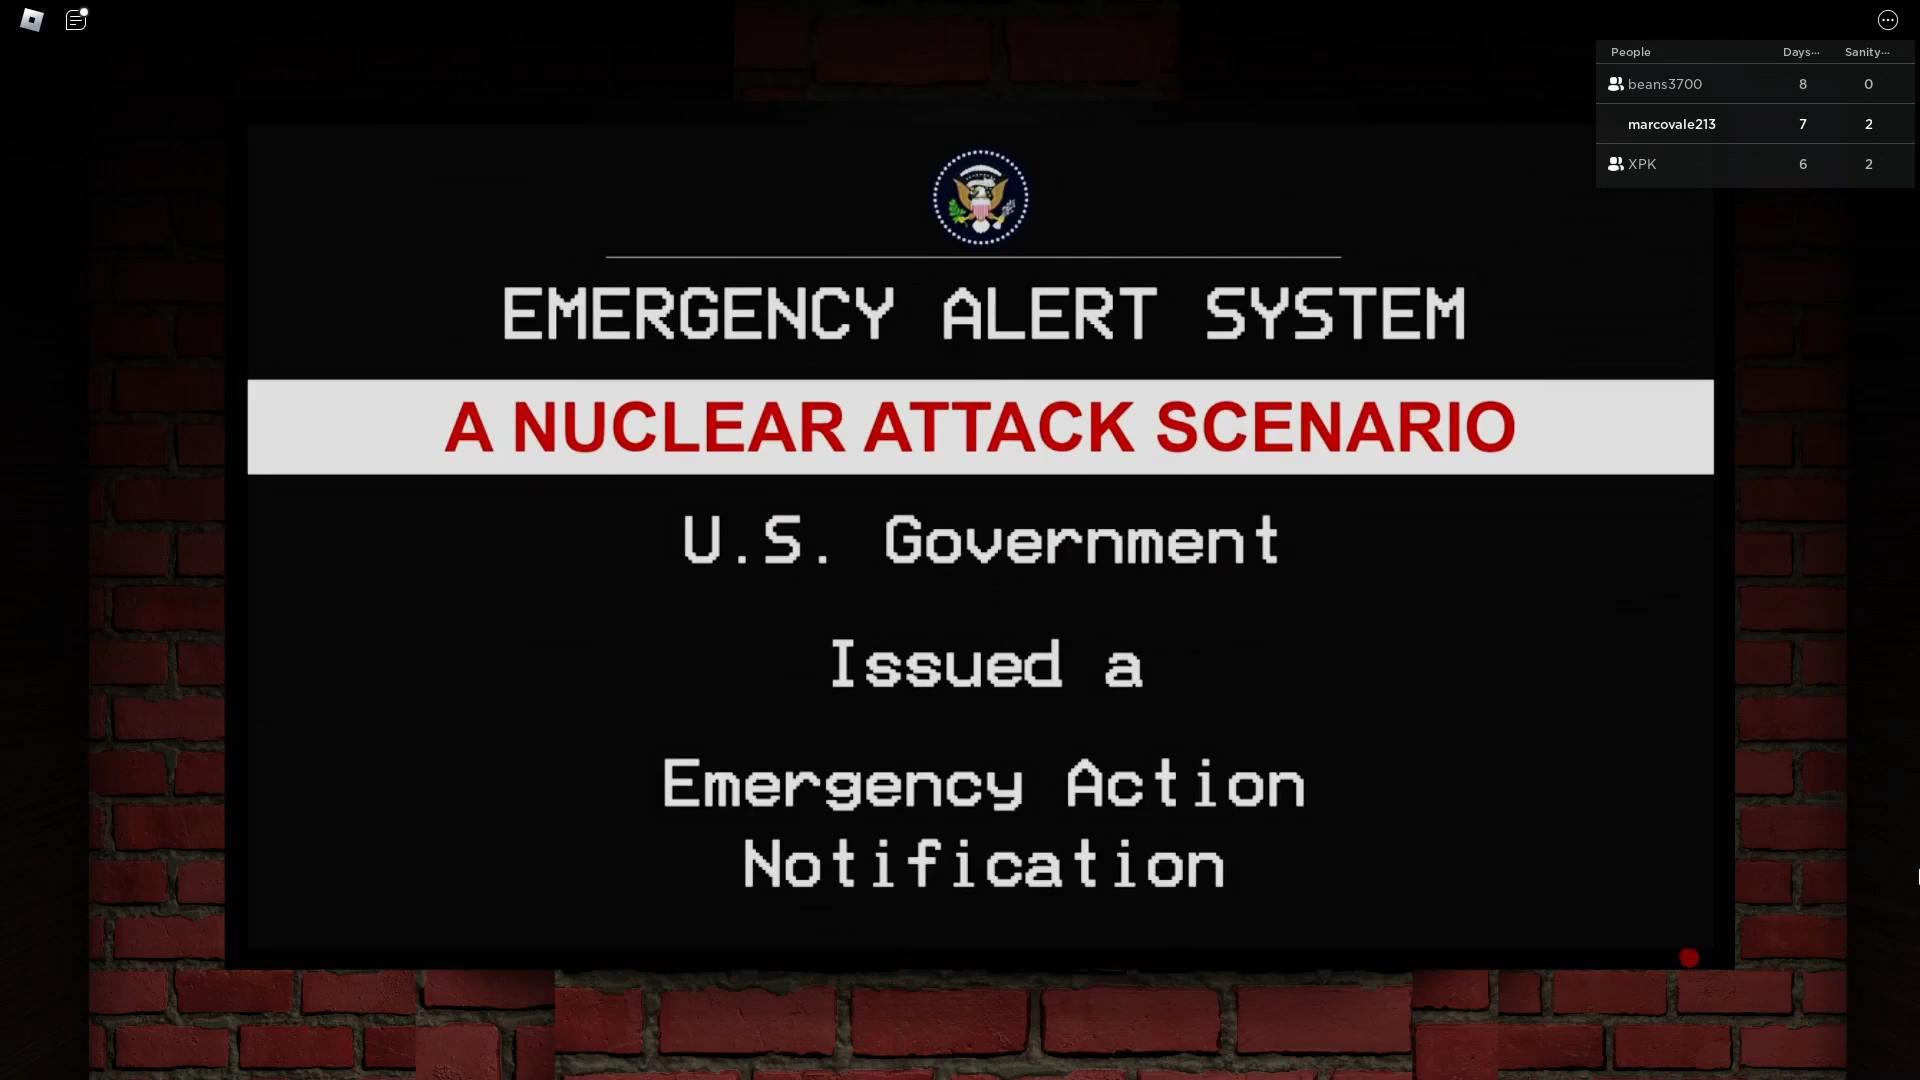 People Days··· Sanity···
beans3700 8 0
marcovale213 7 2
XPK 6 2
EMERGENCY ALERT SYSTEM
A NUCLEAR ATTACK SCENARIO
U.S. Government
Issued a
Emergency Action
Notification